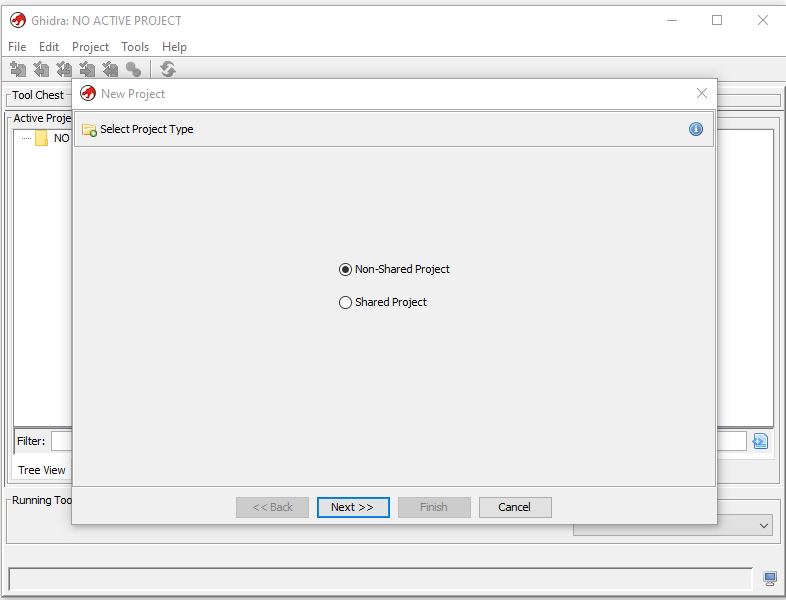 Ghidra: NO ACTIVE PROJECT
File Edit Project Tools Help
Tool Chest
New Project
Active Proje
Select Project Type
NO
Non-Shared Project
Shared Project
Filter:
Tree View
Running Too
<< Back Next >> Finish Cancel